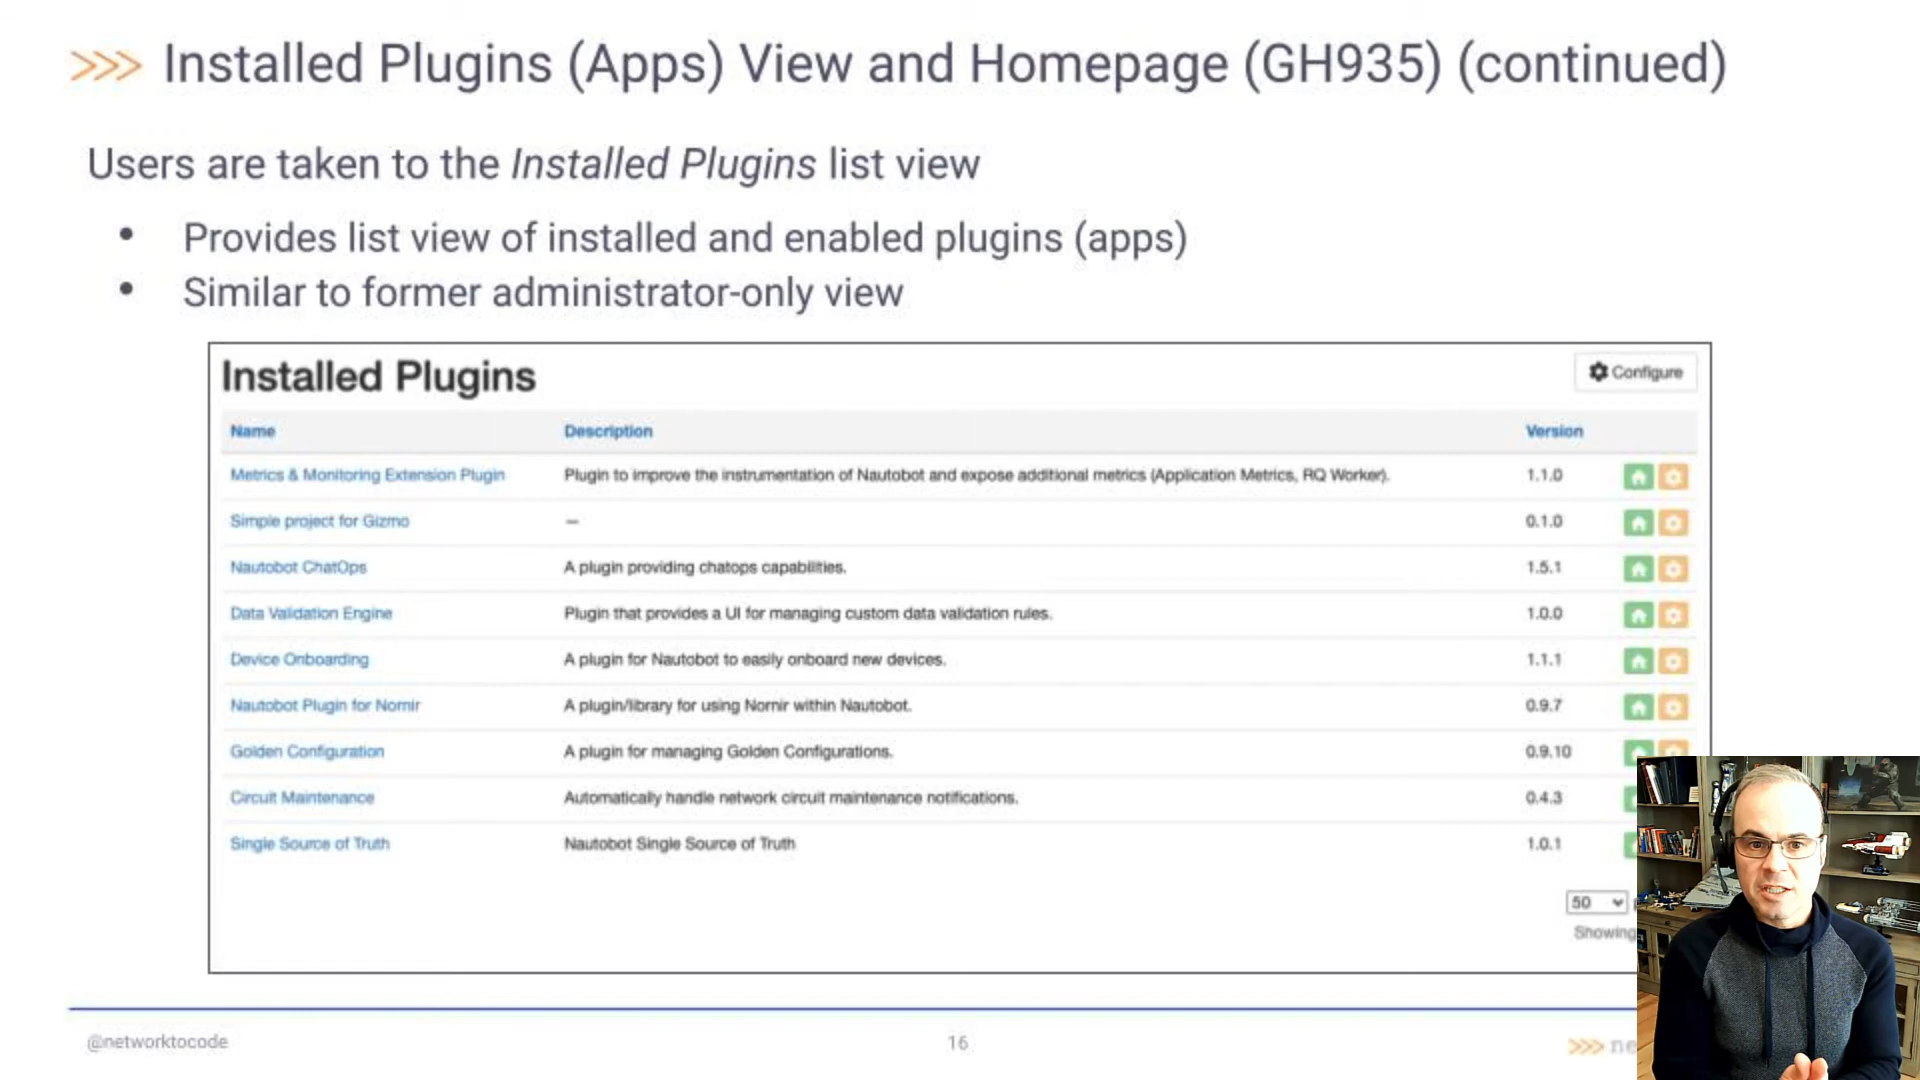 >>> Installed Plugins (Apps) View and Homepage (GH935) (continued)
Users are taken to the Installed Plugins list view
• Provides list view of installed and enabled plugins (apps)
• Similar to former administrator-only view
Installed Plugins
Configure
Name Description Version
Metrics & Monitoring Extension Plugin Plugin to improve the instrumentation of Nautobot and expose additional metrics (Application Metrics, RQ Worker). 1.1.0
Simple project for Gizmo — 0.1.0
Nautobot ChatOps A plugin providing chatops capabilities. 1.5.1
Data Validation Engine Plugin that provides a UI for managing custom data validation rules. 1.0.0
Device Onboarding A plugin for Nautobot to easily onboard new devices. 1.1.1
Nautobot Plugin for Nornir A plugin/library for using Nornir within Nautobot. 0.9.7
Golden Configuration A plugin for managing Golden Configurations. 0.9.10
Circuit Maintenance Automatically handle network circuit maintenance notifications. 0.4.3
Single Source of Truth Nautobot Single Source of Truth 1.0.1
50
Showing
@networktocode 16 >>> ne